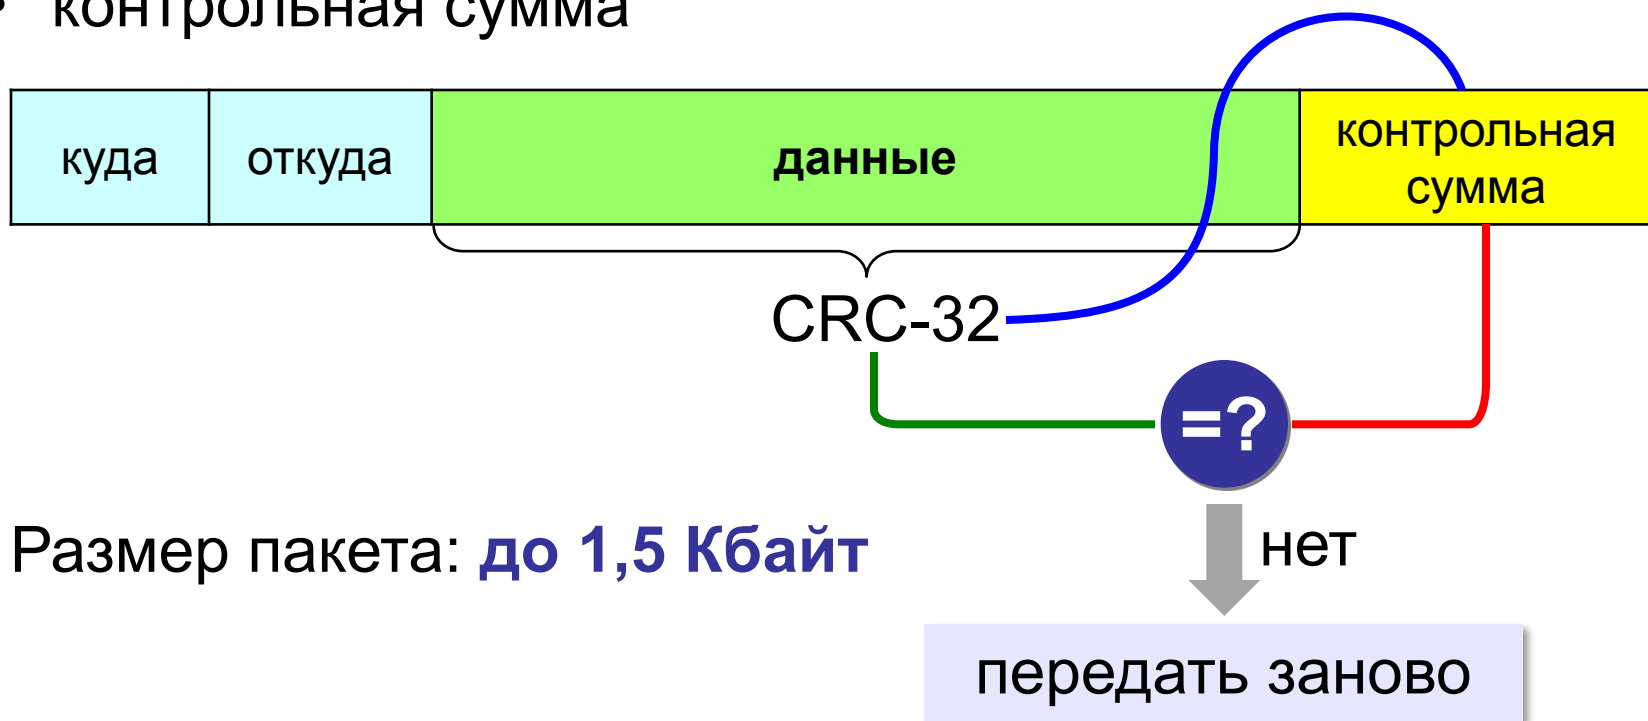 • контрольная сумма
куда откуда данные контрольная
сумма
CRC-32
=?
Размер пакета: до 1,5 Кбайт
нет
передать заново